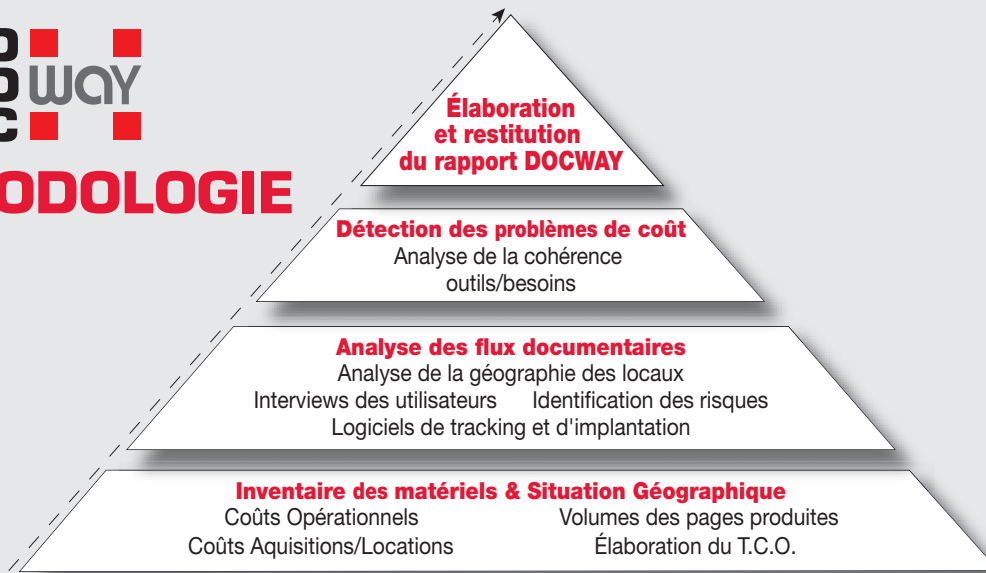 way
ODOLOGIE
Élaboration
et restitution
du rapport DOCWAY
Détection des problèmes de coût
Analyse de la cohérence
outils/besoins
Analyse des flux documentaires
Analyse de la géographie des locaux
Interviews des utilisateurs Identification des risques
Logiciels de tracking et d'implantation
Inventaire des matériels & Situation Géographique
Coûts Opérationnels Volumes des pages produites
Coûts Aquisitions/Locations Élaboration du T.C.O.